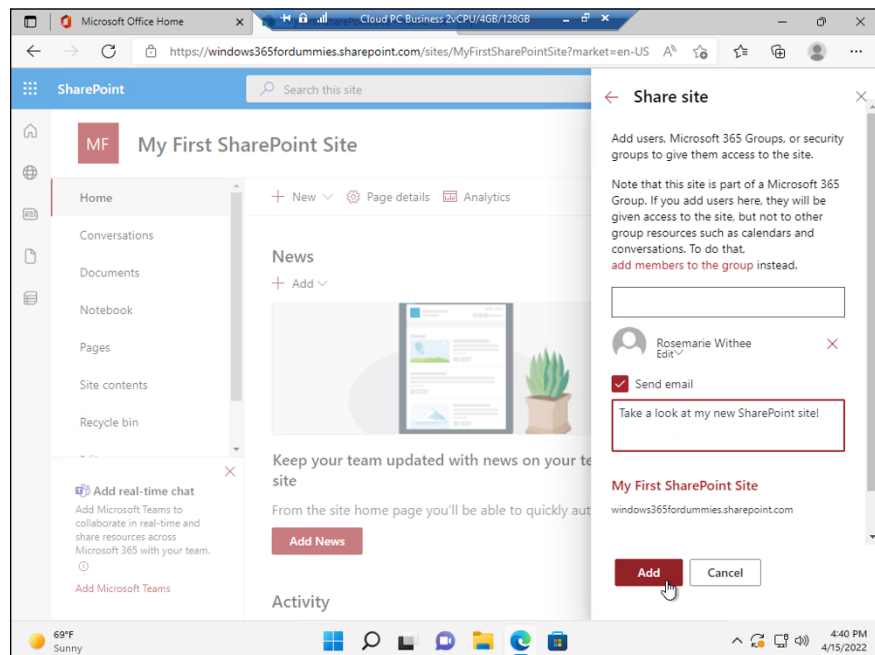 Microsoft Office Home
Cloud PC Business 2vCPU/4GB/128GB
https://windows365fordummies.sharepoint.com/sites/MyFirstSharePointSite?market=en-US
SharePoint
Search this site
MF
My First SharePoint Site
Home
Conversations
Documents
Notebook
Pages
Site contents
Recycle bin
Add real-time chat
Add Microsoft Teams to
collaborate in real-time and
share resources across
Microsoft 365 with your team.
Add Microsoft Teams
New
Page details
Analytics
News
Add
Keep your team updated with news on your te
site
From the site home page you'll be able to quickly aut
Add News
Activity
Share site
Add users, Microsoft 365 Groups, or security
groups to give them access to the site.
Note that this site is part of a Microsoft 365
Group. If you add users here, they will be
given access to the site, but not to other
group resources such as calendars and
conversations. To do that,
add members to the group instead.
Rosemarie Withee
Edit
Send email
Take a look at my new SharePoint site!
My First SharePoint Site
windows365fordummies.sharepoint.com
Add
Cancel
69°F
Sunny
4:40 PM
4/15/2022